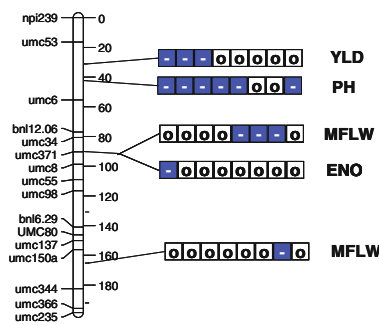 npi239 0
umc53
20
- - - o o o o o YLD
40
- - - - - o o - PH
umc6
60
bnl12.06
80
umc34
o o o o - - - o MFLW
umc371
umc8 100
- o o o o o o o ENO
umc55
umc98
120
bnl6.29
140
UMC80
umc137
o o o o o o - o MFLW
umc150a 160
180
umc344
umc366
umc235